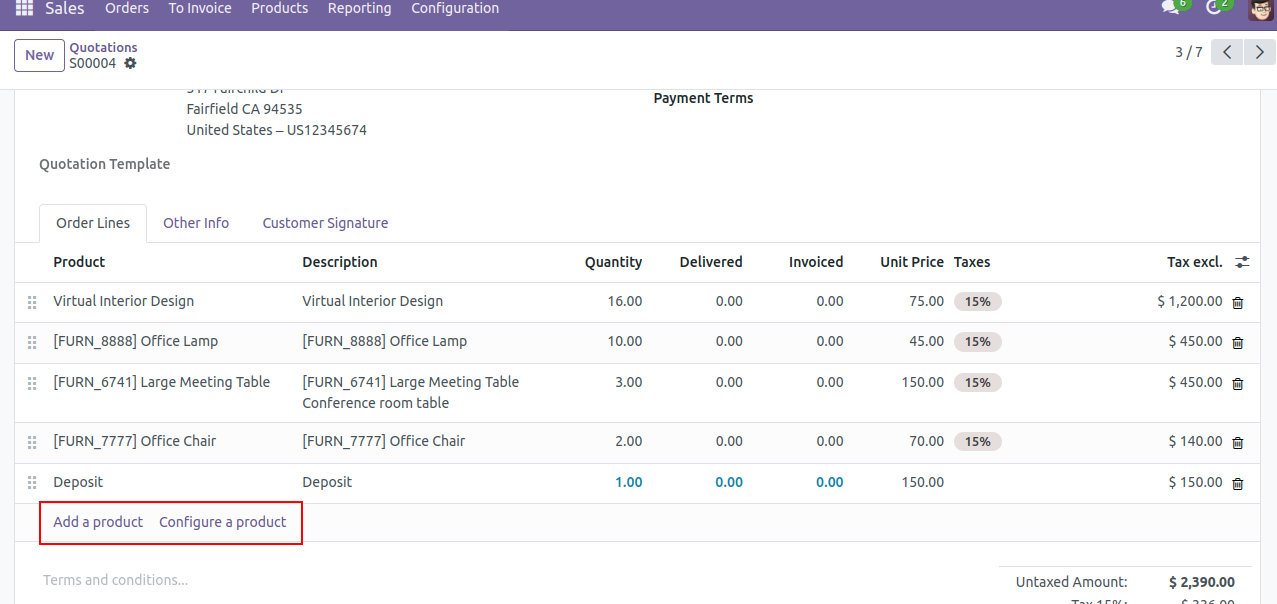 Sales Orders To Invoice Products Reporting Configuration 6 2
New Quotations
S00004 3 / 7
Fairfield CA 94535 Payment Terms
United States – US12345674
Quotation Template
Order Lines Other Info Customer Signature
Product Description Quantity Delivered Invoiced Unit Price Taxes Tax excl.
Virtual Interior Design Virtual Interior Design 16.00 0.00 0.00 75.00 15% $ 1,200.00
[FURN_8888] Office Lamp [FURN_8888] Office Lamp 10.00 0.00 0.00 45.00 15% $ 450.00
[FURN_6741] Large Meeting Table [FURN_6741] Large Meeting Table 3.00 0.00 0.00 150.00 15% $ 450.00
Conference room table
[FURN_7777] Office Chair [FURN_7777] Office Chair 2.00 0.00 0.00 70.00 15% $ 140.00
Deposit Deposit 1.00 0.00 0.00 150.00 $ 150.00
Add a product Configure a product
Terms and conditions...
Untaxed Amount: $ 2,390.00
Tax 15%: $ 336.00